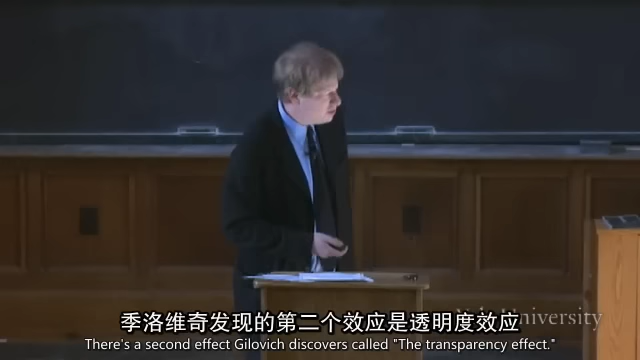 季洛维奇发现的第二个效应是透明度效应
University
There's a second effect Gilovich discovers called "The transparency effect."